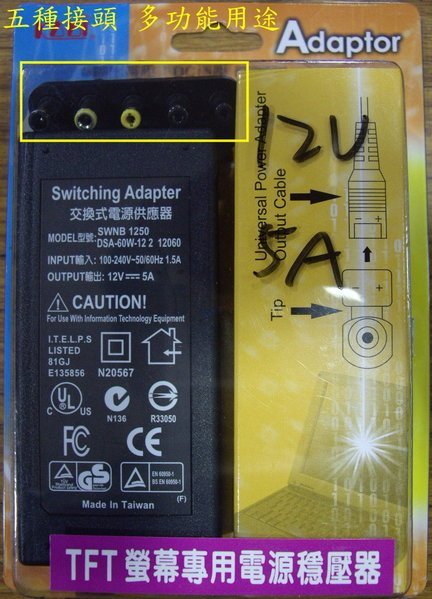 五種接頭 多功能用途
Adaptor
12V
5A
Universal Power Adapter
Output Cable
Tip
Switching Adapter
交換式電源供應器
SWNB 1250
MODEL型號: DSA-60W-12 2 12060
INPUT輸入: 100-240V~50/60Hz 1.5A
OUTPUT輸出: 12V⎓5A
CAUTION!
For Use With Information Technology Equipment
I.T.E.L.P.S
LISTED
81GJ
E135856
N20567
C UL US
N136
R33050
FC CE
GS
EN 60950-1
BS EN 60950-1
Made In Taiwan
(F)
TFT 螢幕專用電源穩壓器